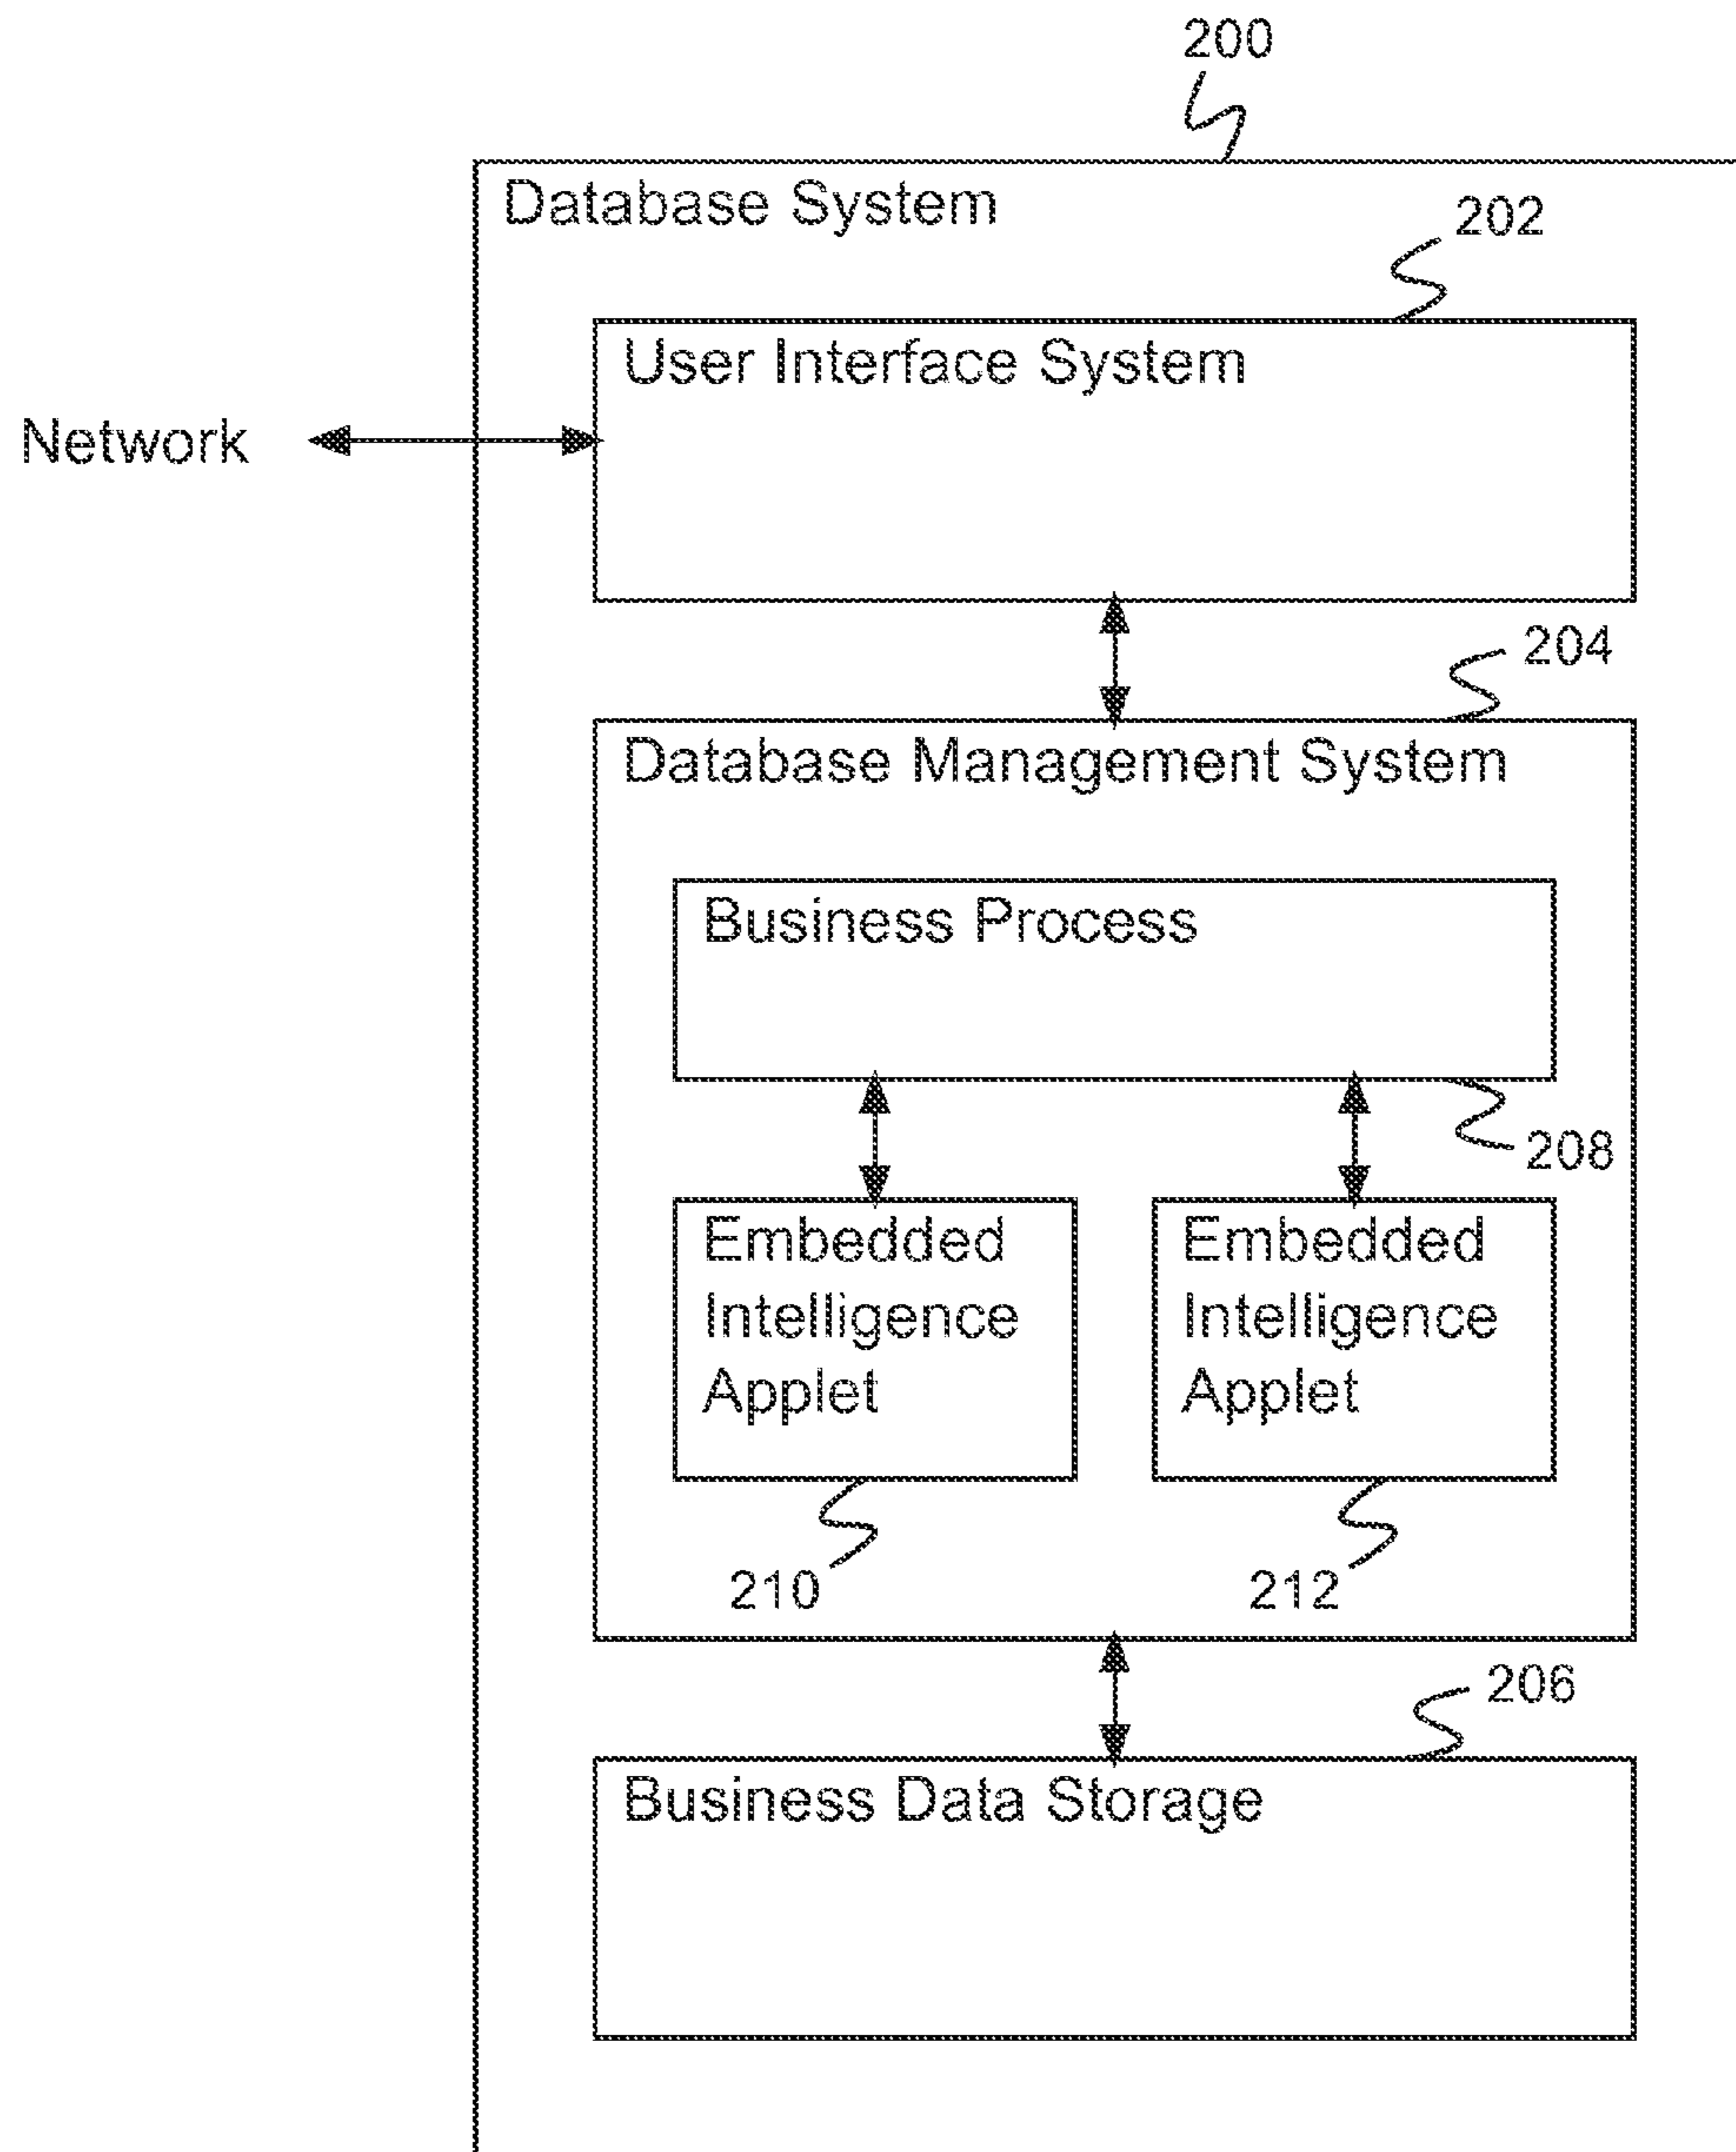 200
Database System
202
User Interface System
Network
204
Database Management System
Business Process
208
Embedded
Intelligence
Applet
Embedded
Intelligence
Applet
210
212
206
Business Data Storage